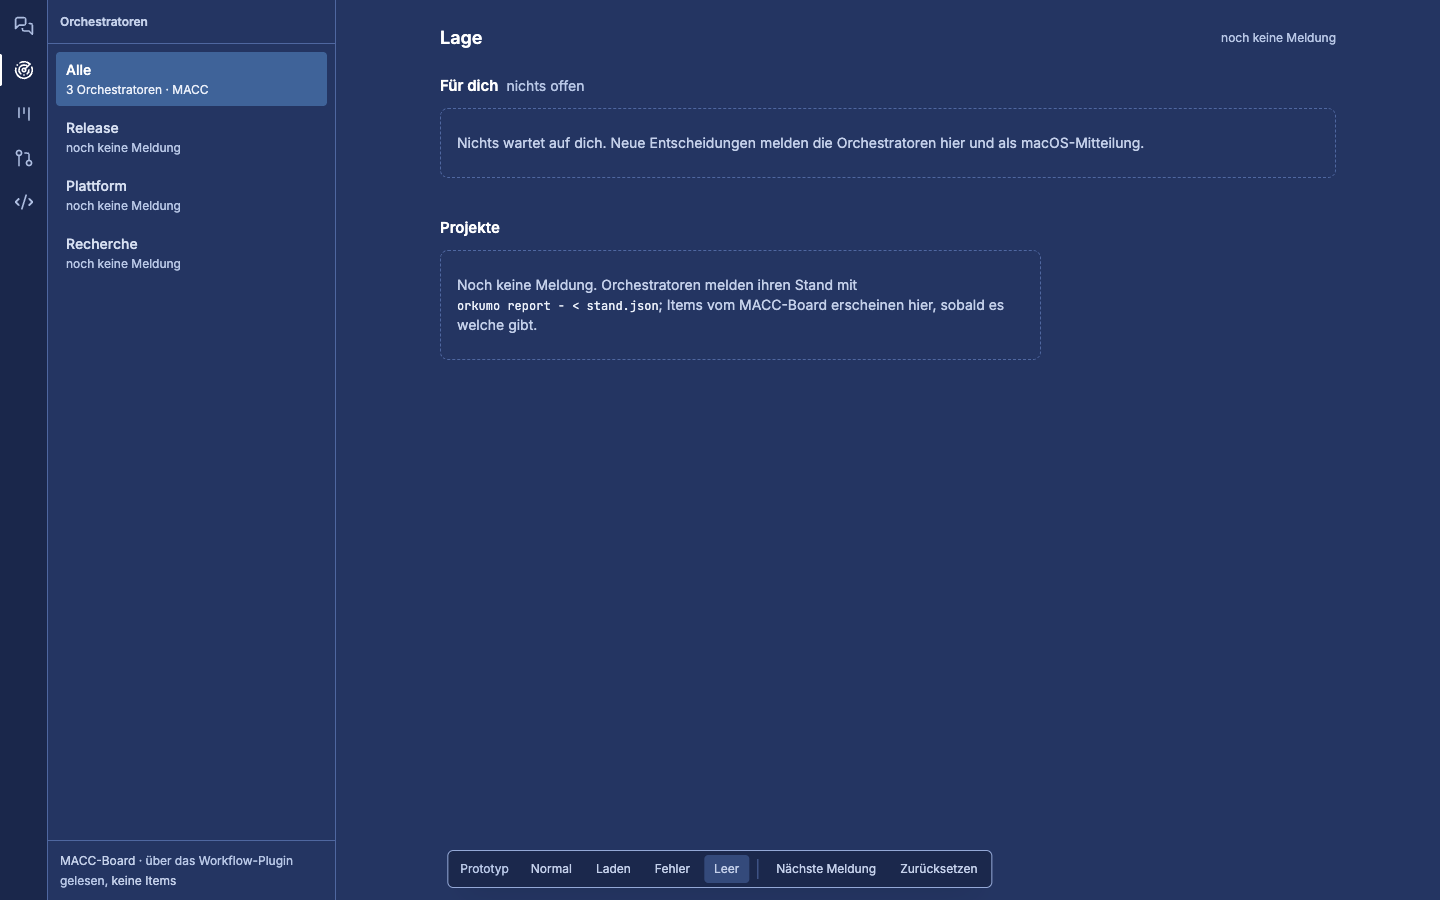 Orchestratoren
Alle
3 Orchestratoren · MACC
Release
noch keine Meldung
Plattform
noch keine Meldung
Recherche
noch keine Meldung
MACC-Board · über das Workflow-Plugin
gelesen, keine Items
Lage
noch keine Meldung
Für dich nichts offen
Nichts wartet auf dich. Neue Entscheidungen melden die Orchestratoren hier und als macOS-Mitteilung.
Projekte
Noch keine Meldung. Orchestratoren melden ihren Stand mit
orkumo report - < stand.json; Items vom MACC-Board erscheinen hier, sobald es
welche gibt.
Prototyp Normal Laden Fehler Leer Nächste Meldung Zurücksetzen